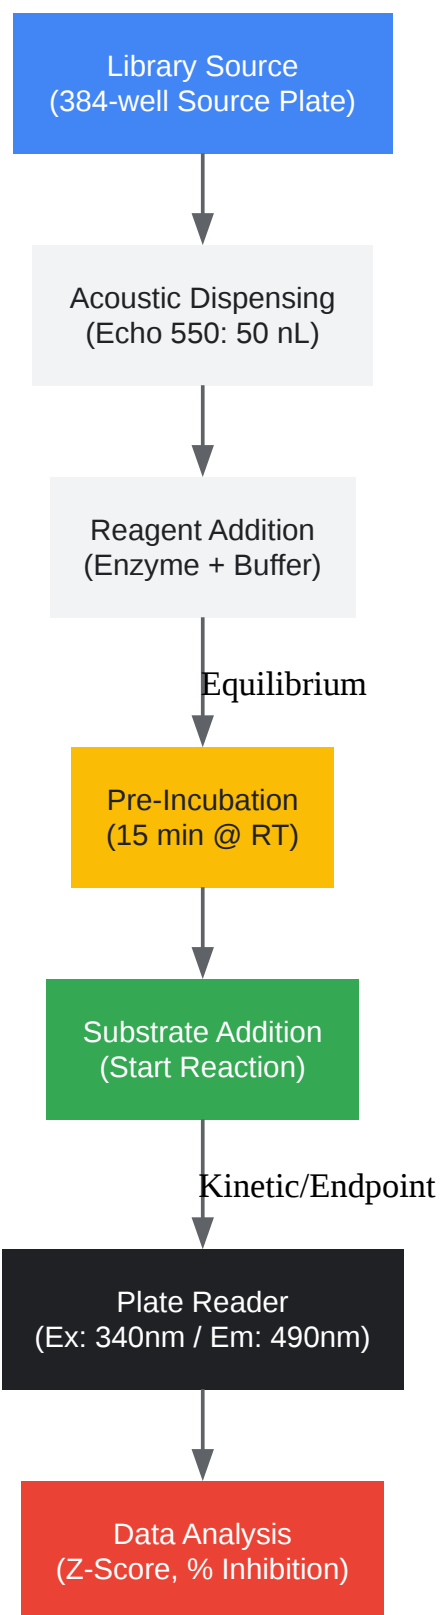 Library Source
(384-well Source Plate)
Acoustic Dispensing
(Echo 550: 50 nL)
Reagent Addition
(Enzyme + Buffer)
Equilibrium
Pre-Incubation
(15 min @ RT)
Substrate Addition
(Start Reaction)
Kinetic/Endpoint
Plate Reader
(Ex: 340nm / Em: 490nm)
Data Analysis
(Z-Score, % Inhibition)